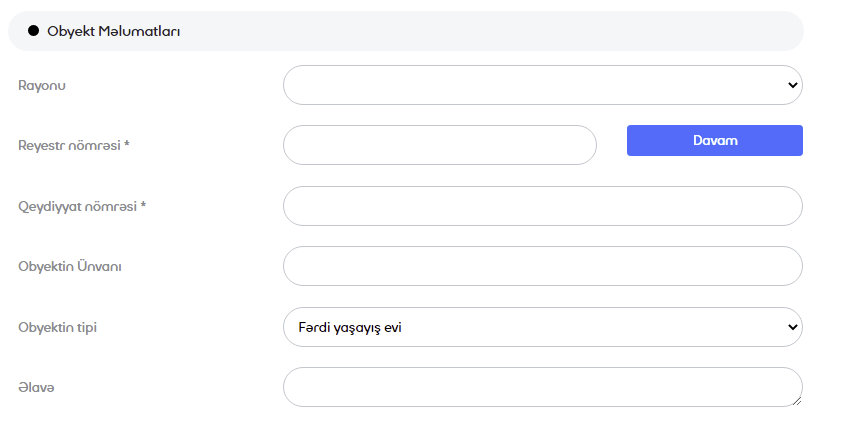 Obyekt Məlumatları
Rayonu
Reyestr nömrəsi *
Davam
Qeydiyyat nömrəsi *
Obyektin Ünvanı
Obyektin tipi
Fərdi yaşayış evi
Əlavə